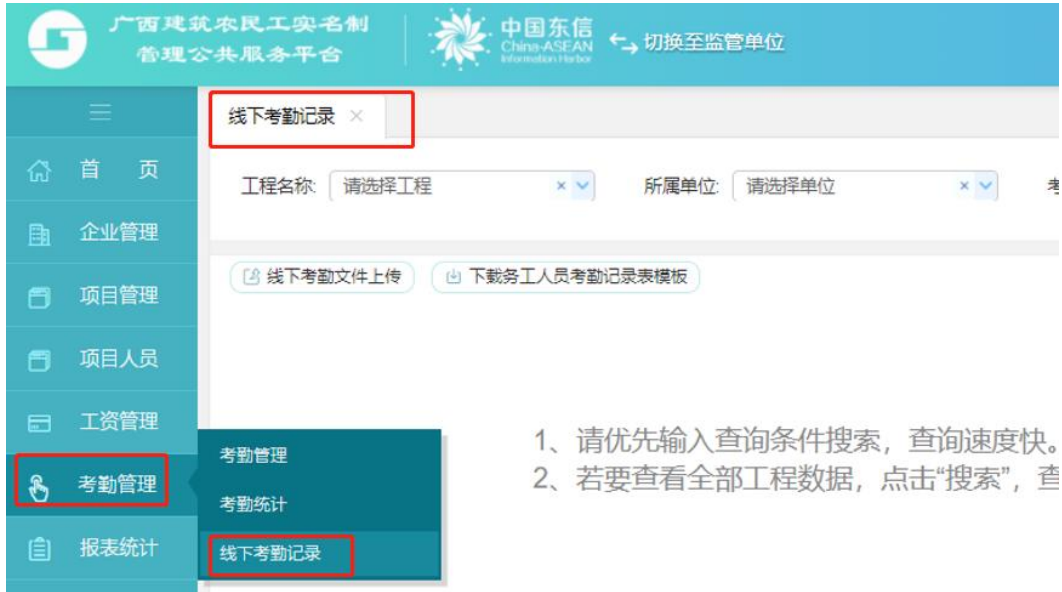 广西建筑农民工实名制
管理公共服务平台
中国东信
China-ASEAN
Information Harbor
切换至监管单位
线下考勤记录 ×
首 页
工程名称: 请选择工程 × 所属单位: 请选择单位 ×
企业管理
线下考勤文件上传 下载务工人员考勤记录表模板
项目管理
项目人员
工资管理
1、请优先输入查询条件搜索，查询速度快。
考勤管理
2、若要查看全部工程数据，点击“搜索”，查
考勤管理
考勤统计
报表统计
线下考勤记录